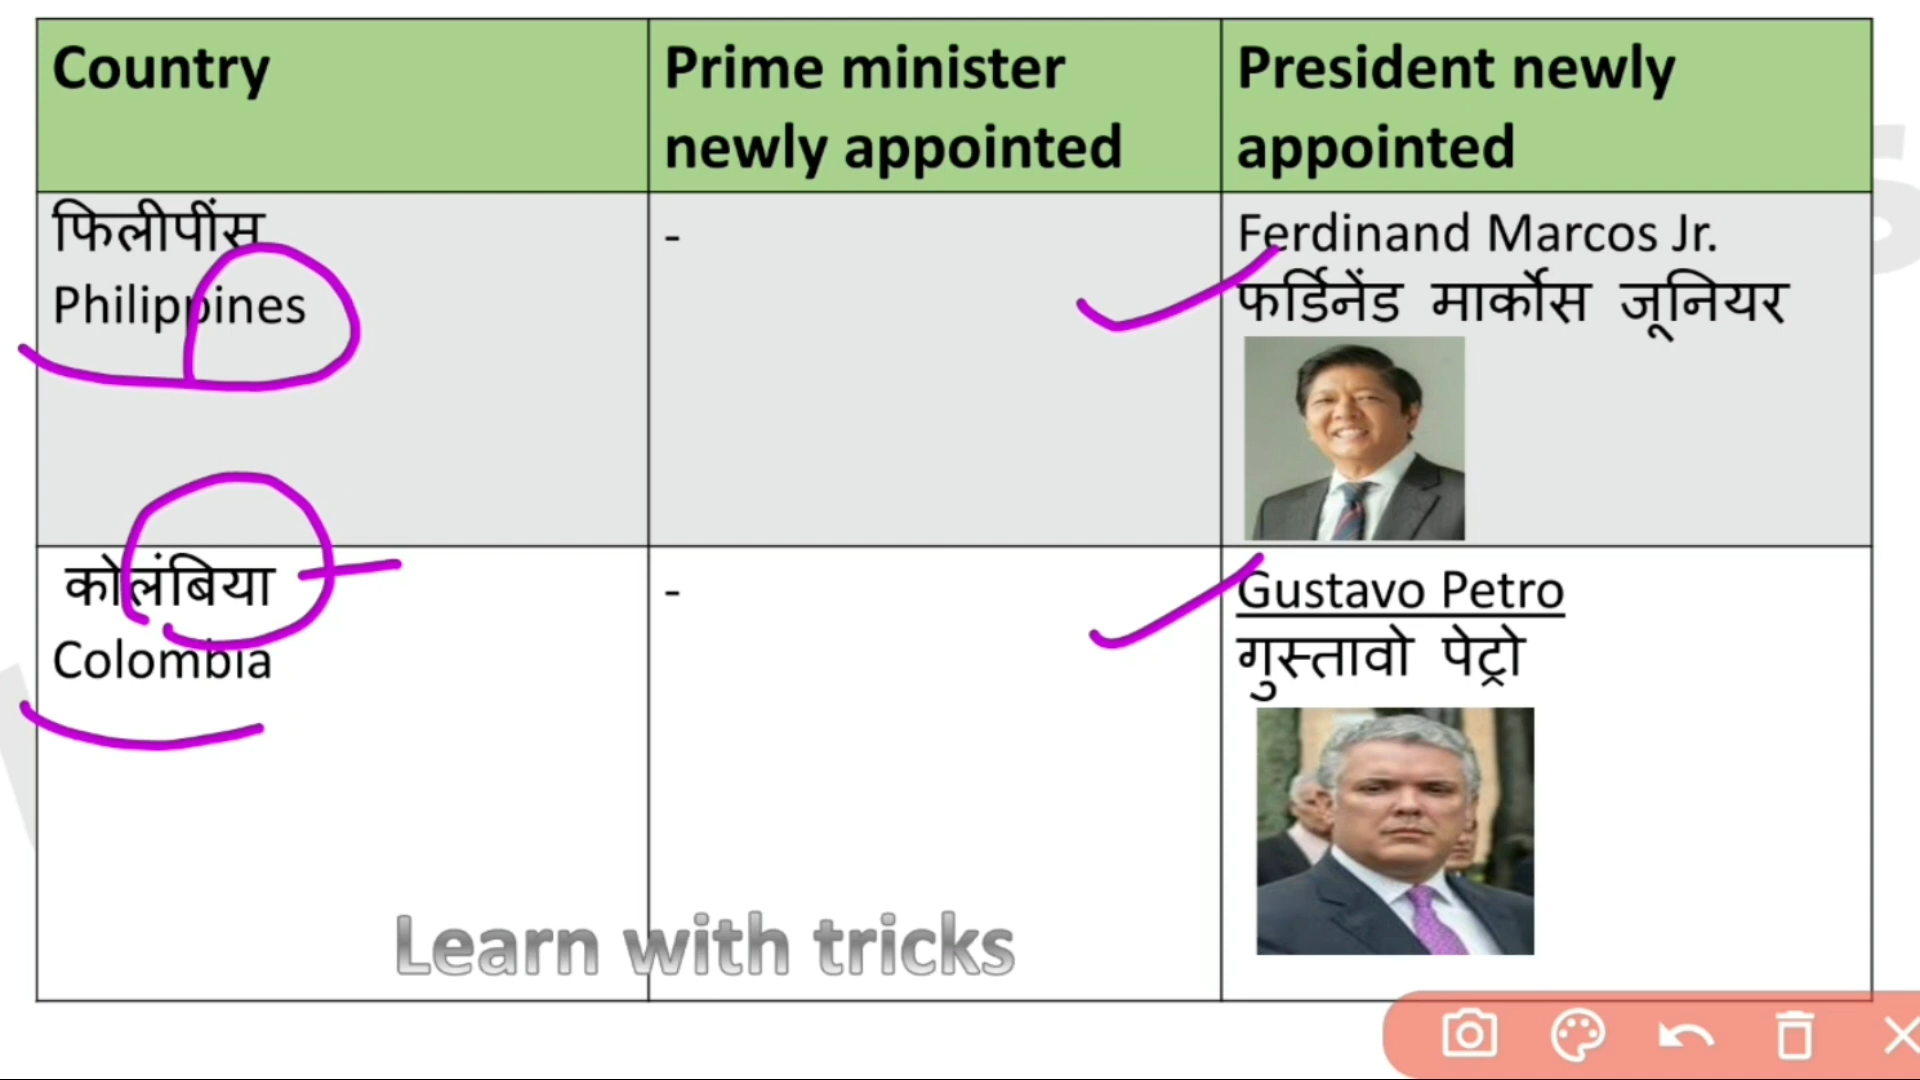 Country
Prime minister
newly appointed
President newly
appointed
फिलीपींस
Philippines
-
Ferdinand Marcos Jr.
फर्डिनेंड मार्कोस जूनियर
कोलंबिया
Colombia
-
Gustavo Petro
गुस्तावो पेट्रो
Learn with tricks